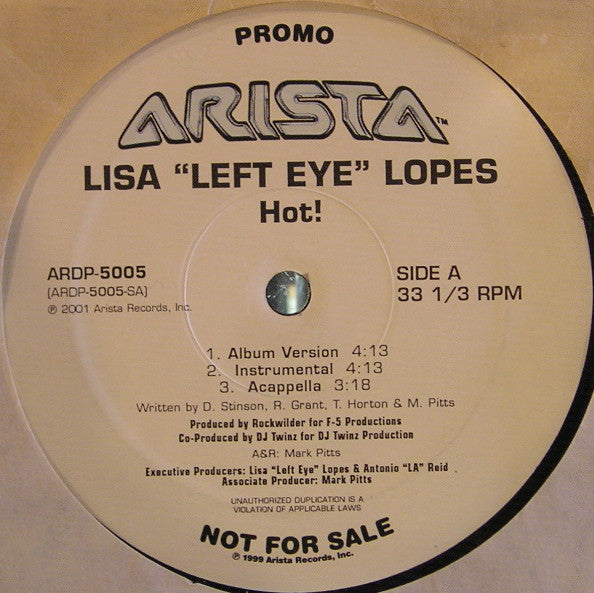 PROMO
ARISTA™
LISA "LEFT EYE" LOPES
Hot!
ARDP-5005
(ARDP-5005-SA)
℗ 2001 Arista Records, Inc.
SIDE A
33 1/3 RPM
1. Album Version 4:13
2. Instrumental 4:13
3. Acappella 3:18
Written by D. Stinson, R. Grant, T. Horton & M. Pitts
Produced by Rockwilder for F-5 Productions
Co-Produced by DJ Twinz for DJ Twinz Production
A&R: Mark Pitts
Executive Producers: Lisa "Left Eye" Lopes & Antonio "LA" Reid
Associate Producer: Mark Pitts
UNAUTHORIZED DUPLICATION IS A
VIOLATION OF APPLICABLE LAWS
NOT FOR SALE
℗ 1999 Arista Records, Inc.